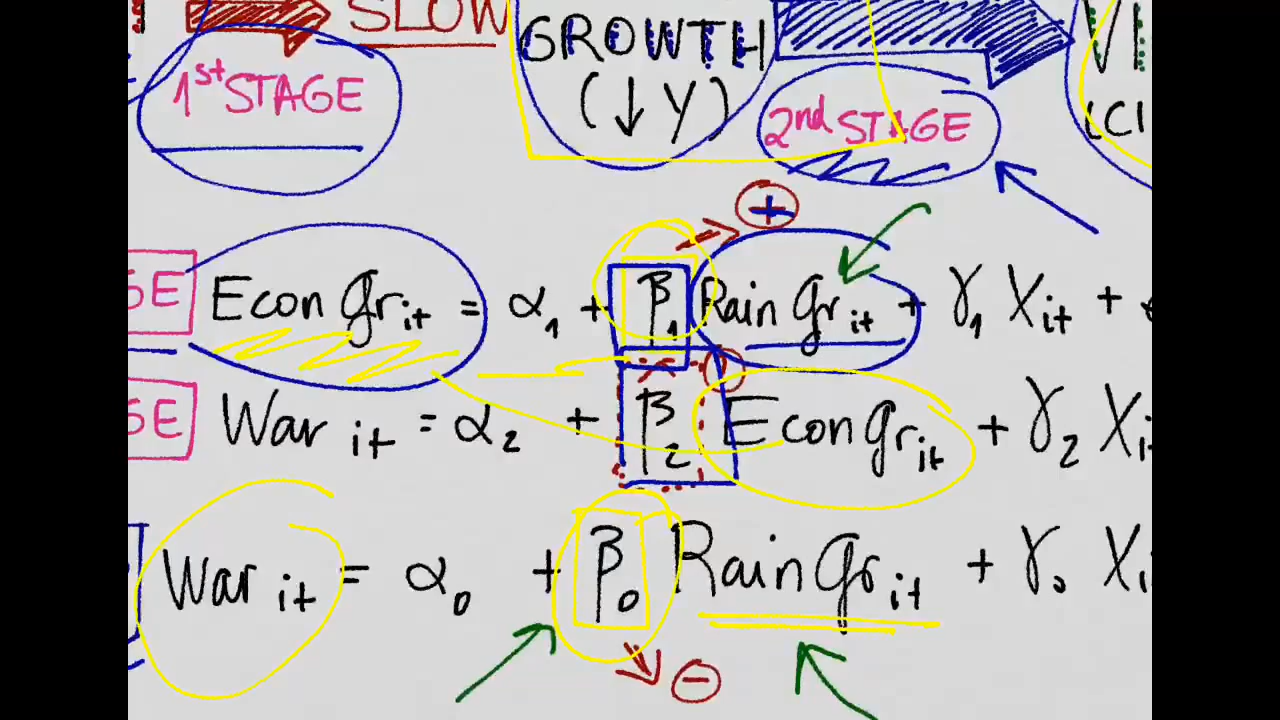 SLOW
GROWTH
(↓ Y)
1st STAGE
2nd STAGE
+
Econ Gr it = α1 + β1 Rain Gr it + γ1 Xit +
War it = α2 + β2 Econ Gr it + γ2 X
War it = α0 + β0 Rain Gr it + γ0 X
−